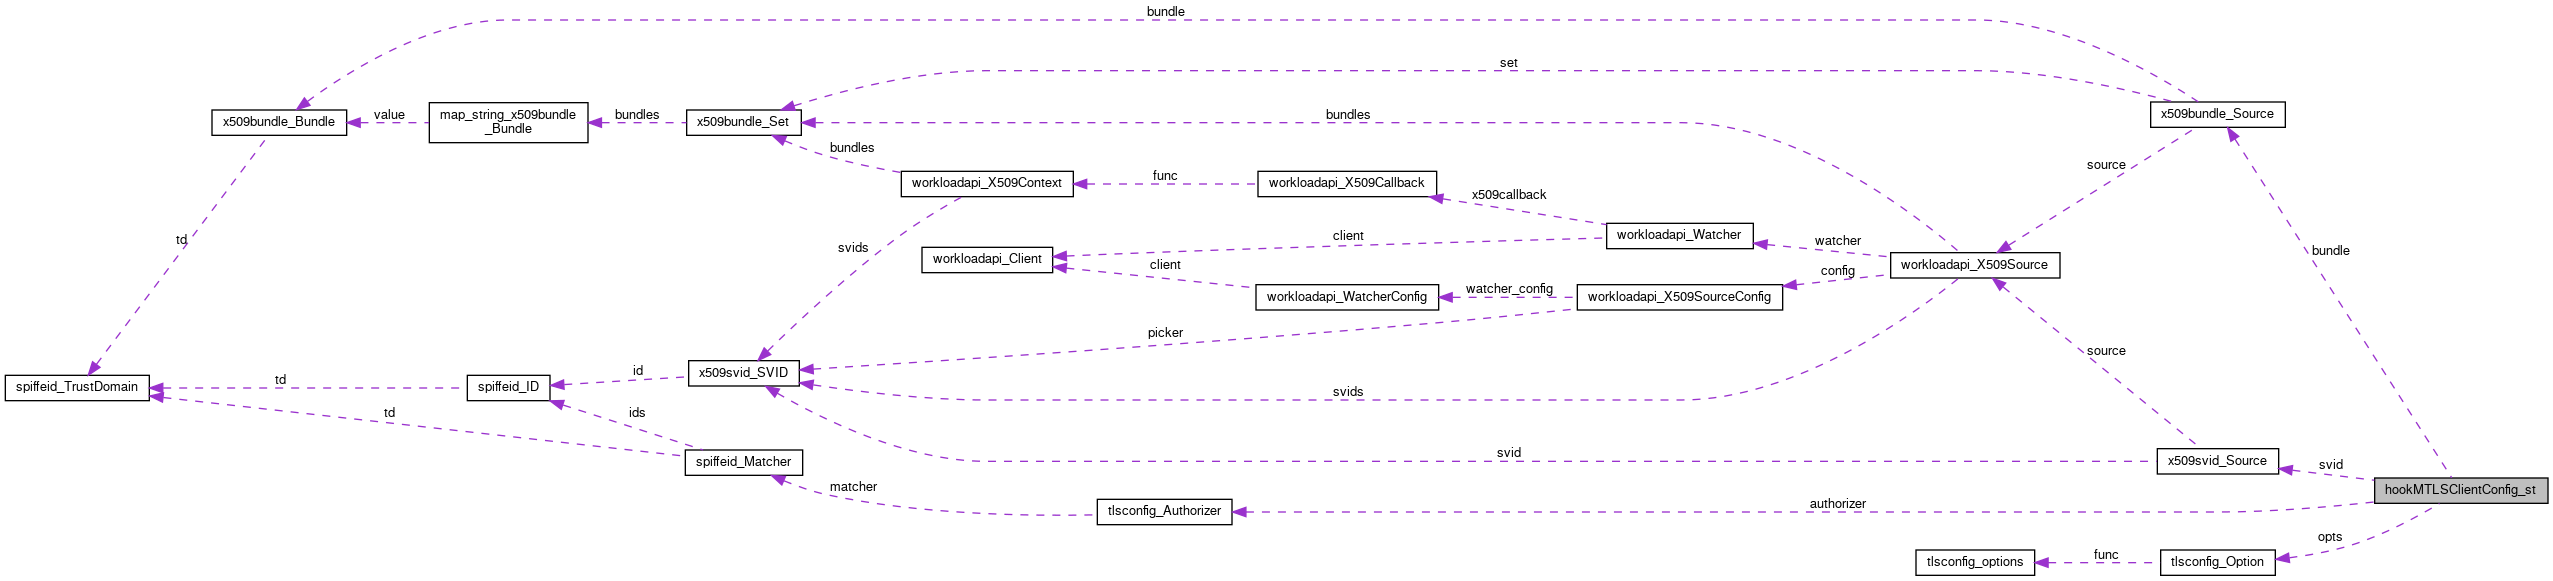 bundle
set
x509bundle_Source
x509bundle_Bundle
value
map_string_x509bundle
_Bundle
bundles
x509bundle_Set
bundles
bundles
source
workloadapi_X509Context
func
workloadapi_X509Callback
x509callback
td
svids
workloadapi_Client
client
workloadapi_Watcher
watcher
workloadapi_X509Source
bundle
client
workloadapi_WatcherConfig
watcher_config
workloadapi_X509SourceConfig
config
picker
source
spiffeid_TrustDomain
td
spiffeid_ID
id
x509svid_SVID
svids
td
ids
spiffeid_Matcher
svid
x509svid_Source
svid
hookMTLSClientConfig_st
matcher
tlsconfig_Authorizer
authorizer
opts
tlsconfig_options
func
tlsconfig_Option